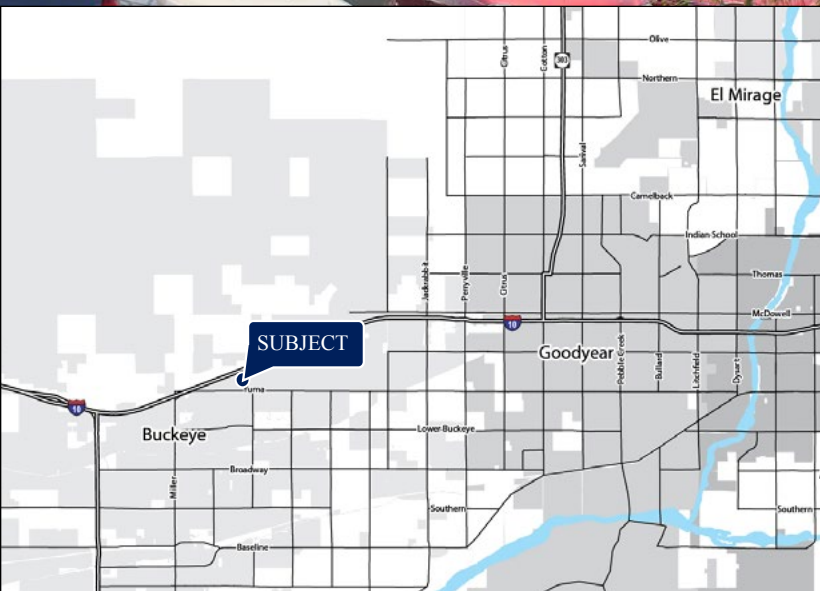 Olive
Citrus
Cotton
303
Northern
El Mirage
Sarival
Camelback
Indian School
Jackrabbit
Perryville
Citrus
Thomas
McDowell
10
SUBJECT
Goodyear
Pebble Creek
Bullard
Litchfield
Dysart
Yuma
10
Buckeye
Lower Buckeye
Broadway
Miller
Southern
Southern
Baseline